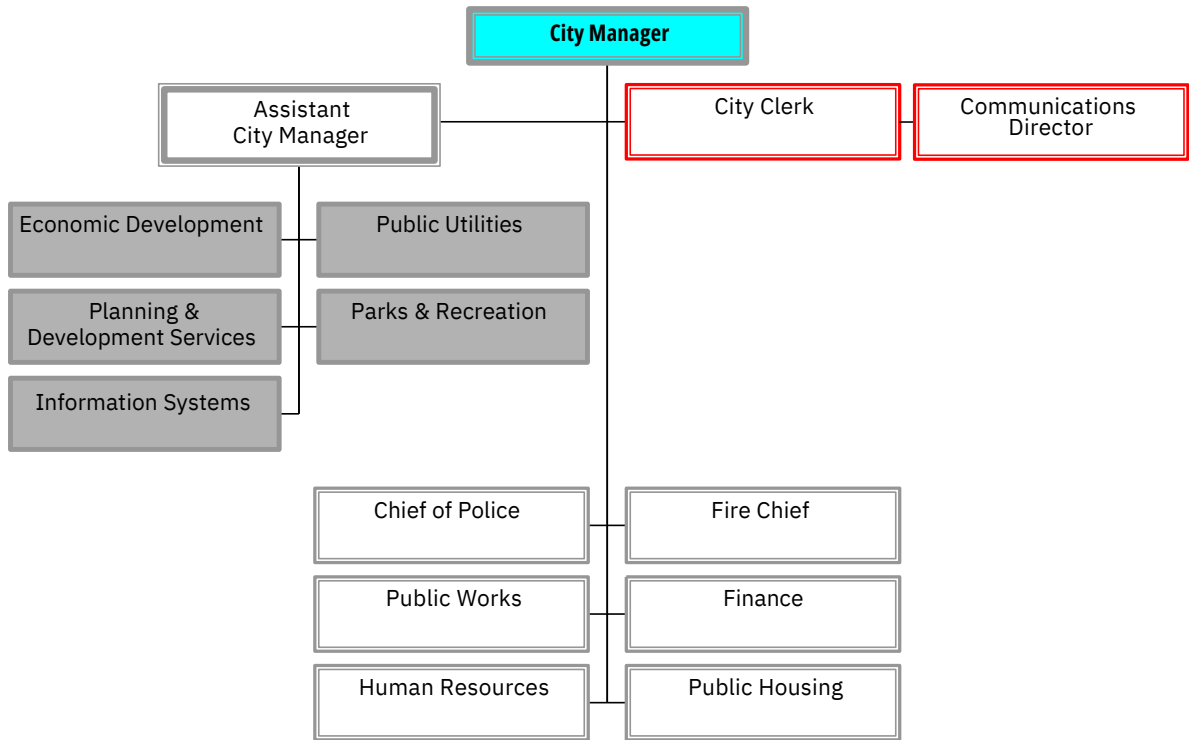 City Manager
Assistant
City Manager
City Clerk
Communications
Director
Economic Development
Public Utilities
Planning &
Development Services
Parks & Recreation
Information Systems
Chief of Police
Fire Chief
Public Works
Finance
Human Resources
Public Housing